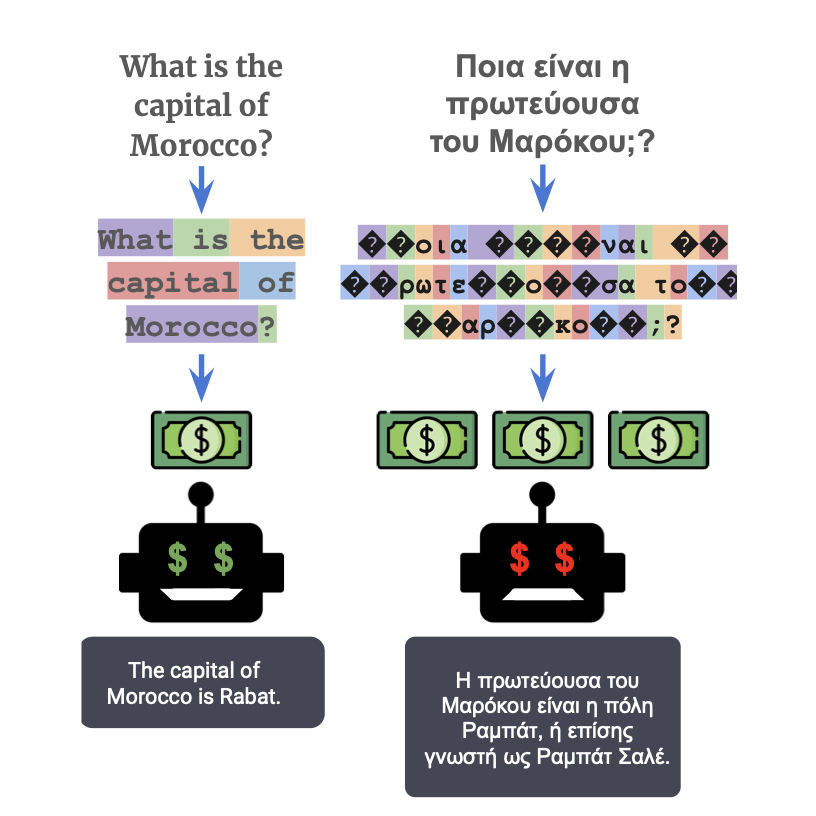 What is the
capital of
Morocco?
What is the
capital of
Morocco?
$
$ $
The capital of
Morocco is Rabat.
Ποια είναι η
πρωτεύουσα
του Μαρόκου;?
��οια ����ναι ��
��ρωτε��ο��σα το��
��αρ��κο��;?
$ $ $
$ $
Η πρωτεύουσα του
Μαρόκου είναι η πόλη
Ραμπάτ, ή επίσης
γνωστή ως Ραμπάτ Σαλέ.